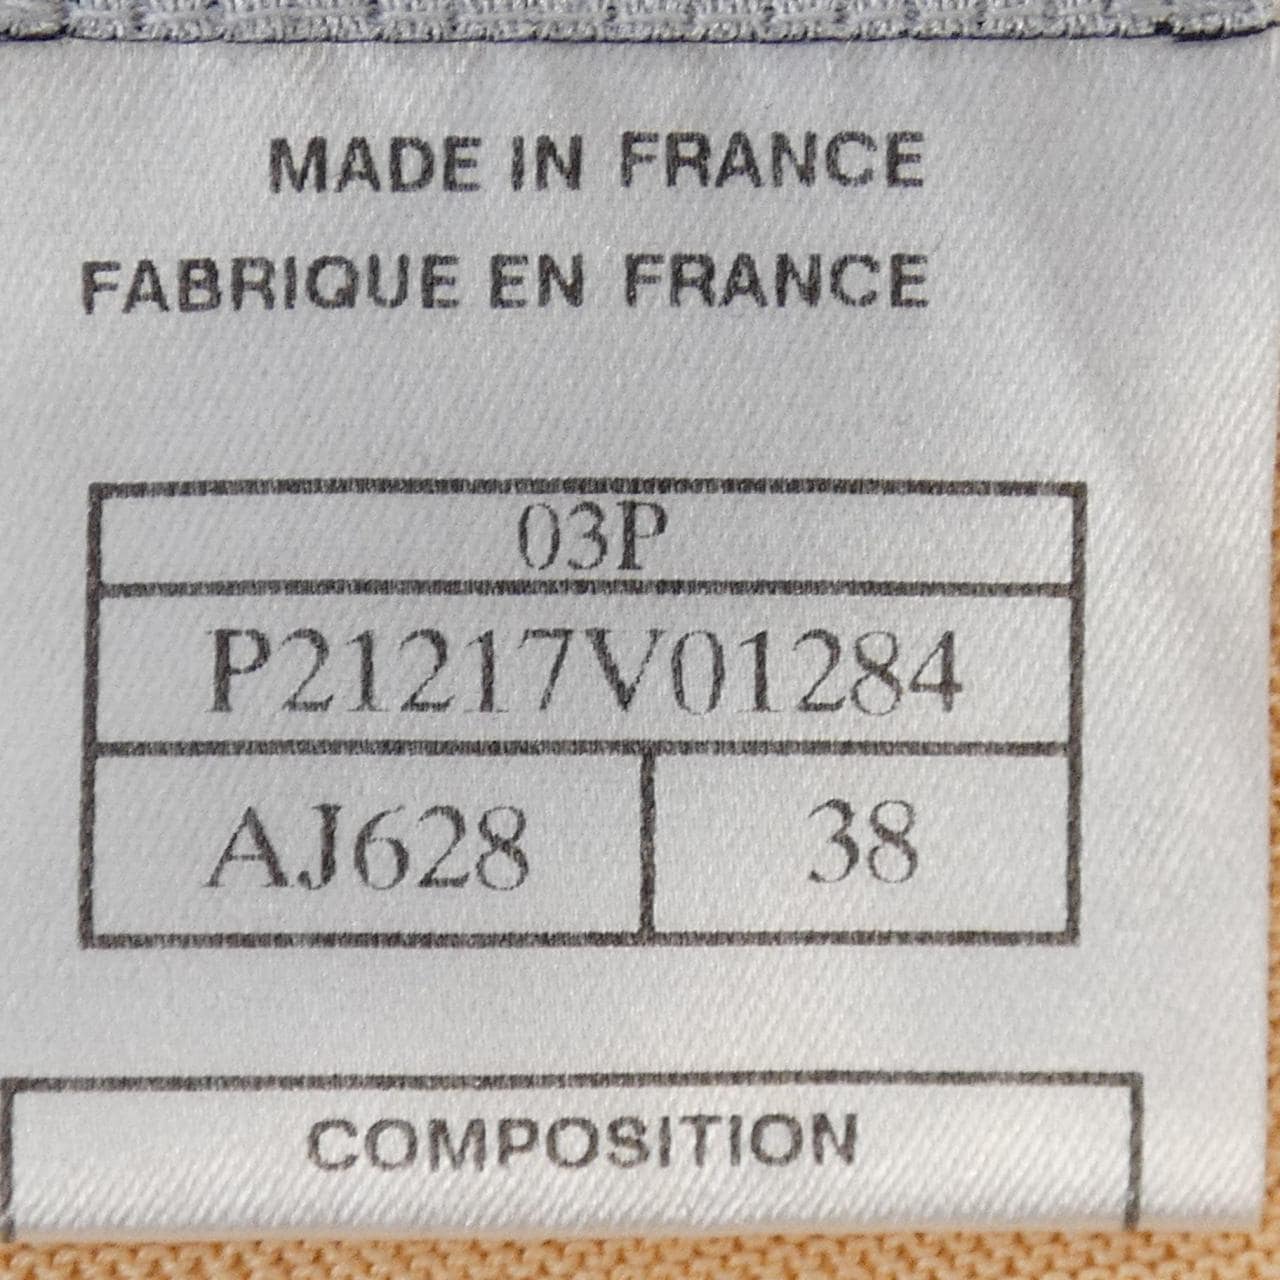 MADE IN FRANCE
FABRIQUE EN FRANCE
03P
P21217V01284
AJ628 38
COMPOSITION